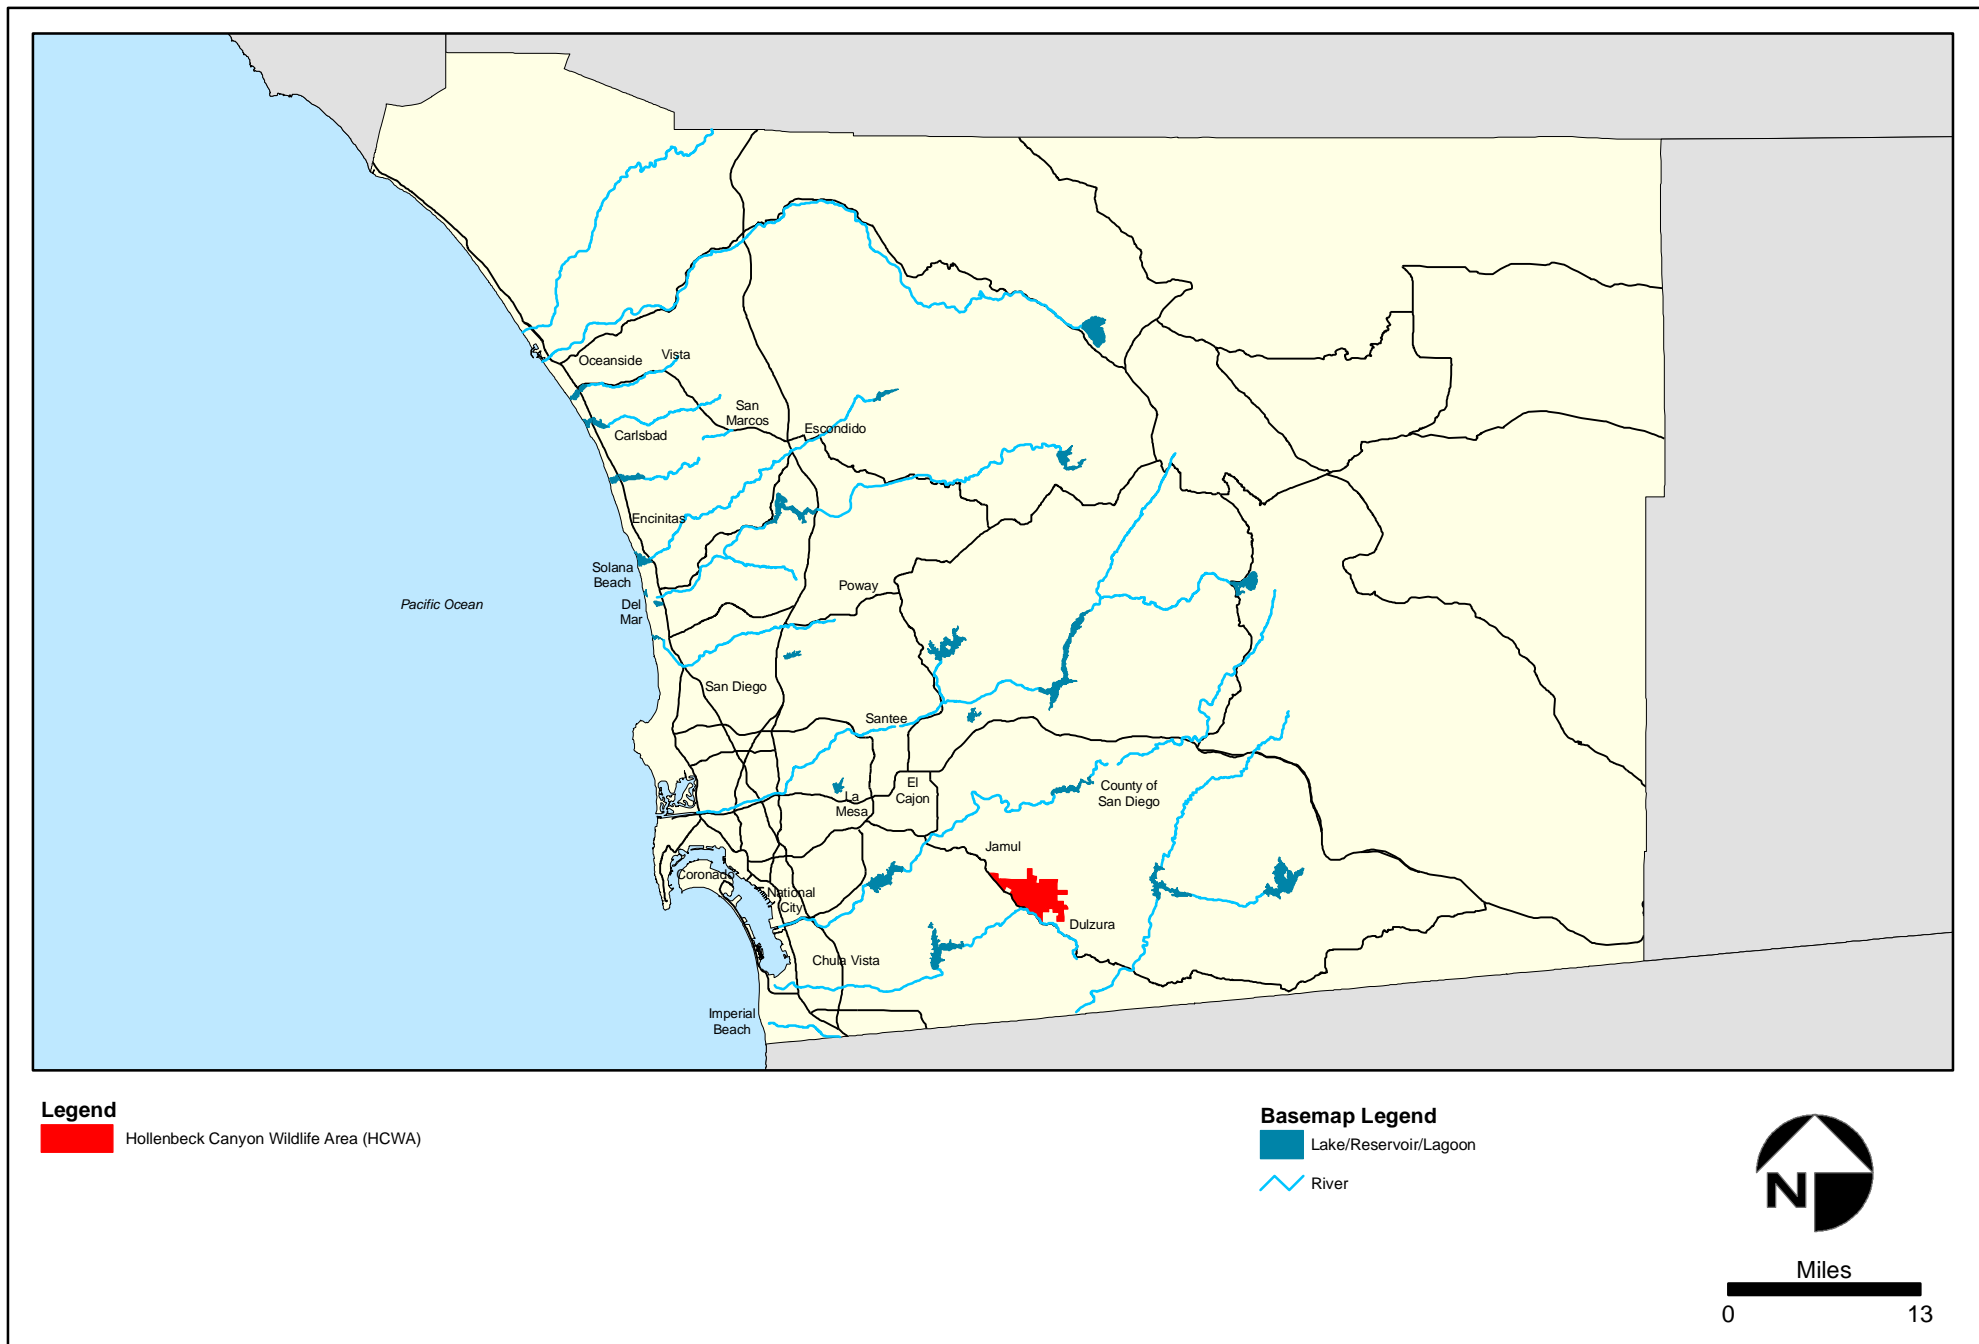 Oceanside
Vista
San
Marcos
Escondido
Carlsbad
Encinitas
Solana
Beach
Del
Mar
Poway
Pacific Ocean
San Diego
Santee
El
Cajon
La
Mesa
County of
San Diego
Jamul
Coronado
National
City
Dulzura
Chula Vista
Imperial
Beach
Legend
Hollenbeck Canyon Wildlife Area (HCWA)
Basemap Legend
Lake/Reservoir/Lagoon
River
N
Miles
0
13